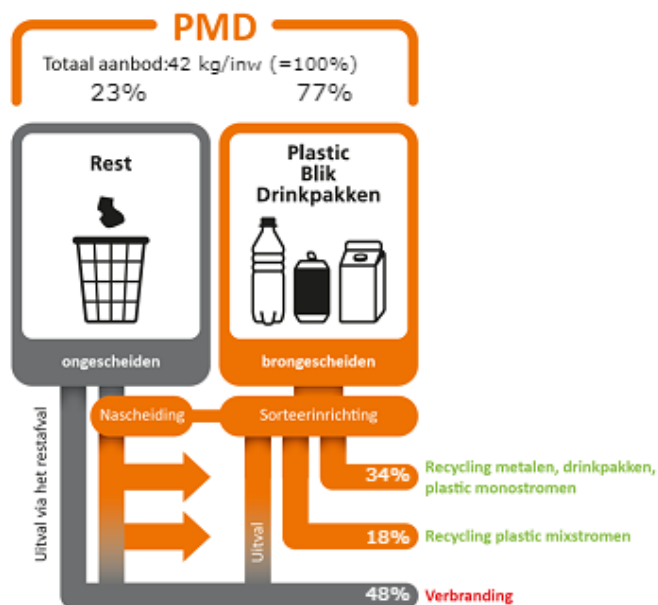 PMD
Totaal aanbod:42 kg/inw (=100%)
23% 77%
Rest
Plastic
Blik
Drinkpakken
ongescheiden
brongescheiden
Uitval via het restafval
Nascheiding
Sorteerinrichting
Uitval
34% Recycling metalen, drinkpakken,
plastic monostromen
18% Recycling plastic mixstromen
48% Verbranding